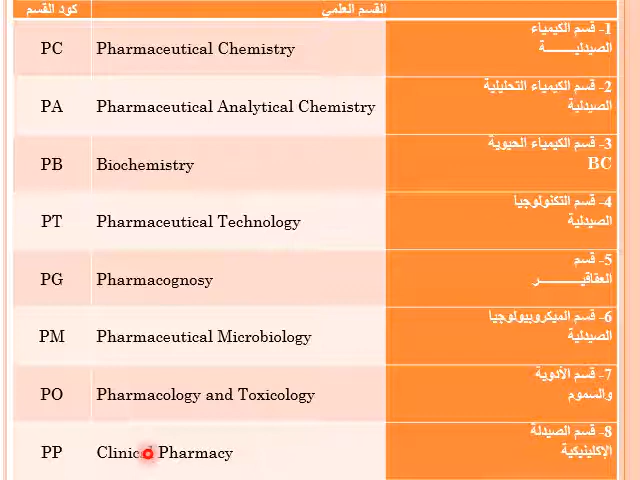 القسم العلمي كود القسم
1- قسم الكيمياء
الصيدليـــــــــة
Pharmaceutical Chemistry PC
2- قسم الكيمياء التحليلية
الصيدلية
Pharmaceutical Analytical Chemistry PA
3- قسم الكيمياء الحيوية
BC
Biochemistry PB
4- قسم التكنولوجيا
الصيدلية
Pharmaceutical Technology PT
5- قسم
العقاقيـــــــــــر
Pharmacognosy PG
6- قسم الميكروبيولوجيا
الصيدلية
Pharmaceutical Microbiology PM
7- قسم الأدوية
والسموم
Pharmacology and Toxicology PO
8- قسم الصيدلة
الإكلينيكية
Clinical Pharmacy PP